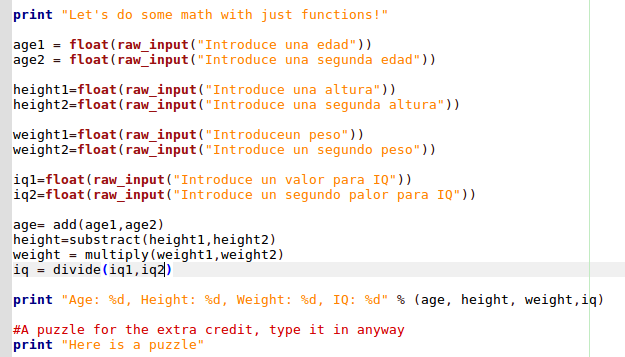 print "Let's do some math with just functions!"
age1 = float(raw_input("Introduce una edad"))
age2 = float(raw_input("Introduce una segunda edad"))
height1=float(raw_input("Introduce una altura"))
height2=float(raw_input("Introduce una segunda altura"))
weight1=float(raw_input("Introduceun peso"))
weight2=float(raw_input("Introduce un segundo peso"))
iq1=float(raw_input("Introduce un valor para IQ"))
iq2=float(raw_input("Introduce un segundo palor para IQ"))
age= add(age1,age2)
height=substract(height1,height2)
weight = multiply(weight1,weight2)
iq = divide(iq1,iq2)
print "Age: %d, Height: %d, Weight: %d, IQ: %d" % (age, height, weight,iq)
#A puzzle for the extra credit, type it in anyway
print "Here is a puzzle"